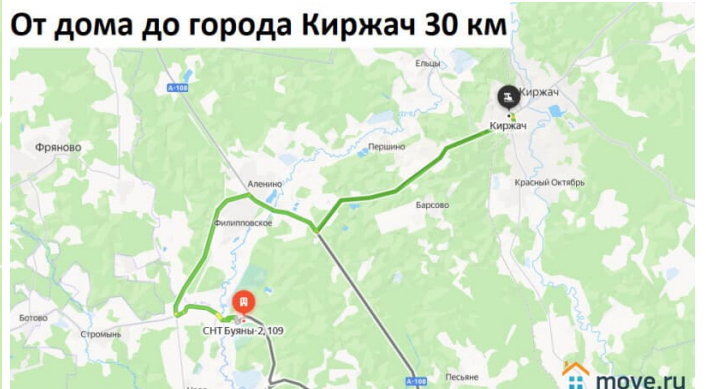 От дома до города Киржач 30 км
Ельцы
А-108
Киржач
Фряново
Киржач
Першино
Аленино
Красный Октябрь
Барсово
Филипповское
Ботово
Стромынь
СНТ Буяны-2, 109
А-108
Песьяне
move.ru